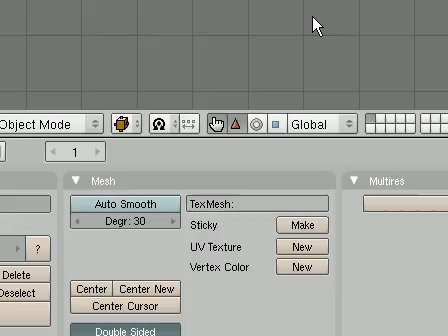 Object Mode Global
1
Mesh Multires
Auto Smooth TexMesh:
Degr: 30 Sticky Make
? UV Texture New
Delete Vertex Color New
Deselect Center Center New
Center Cursor
Double Sided